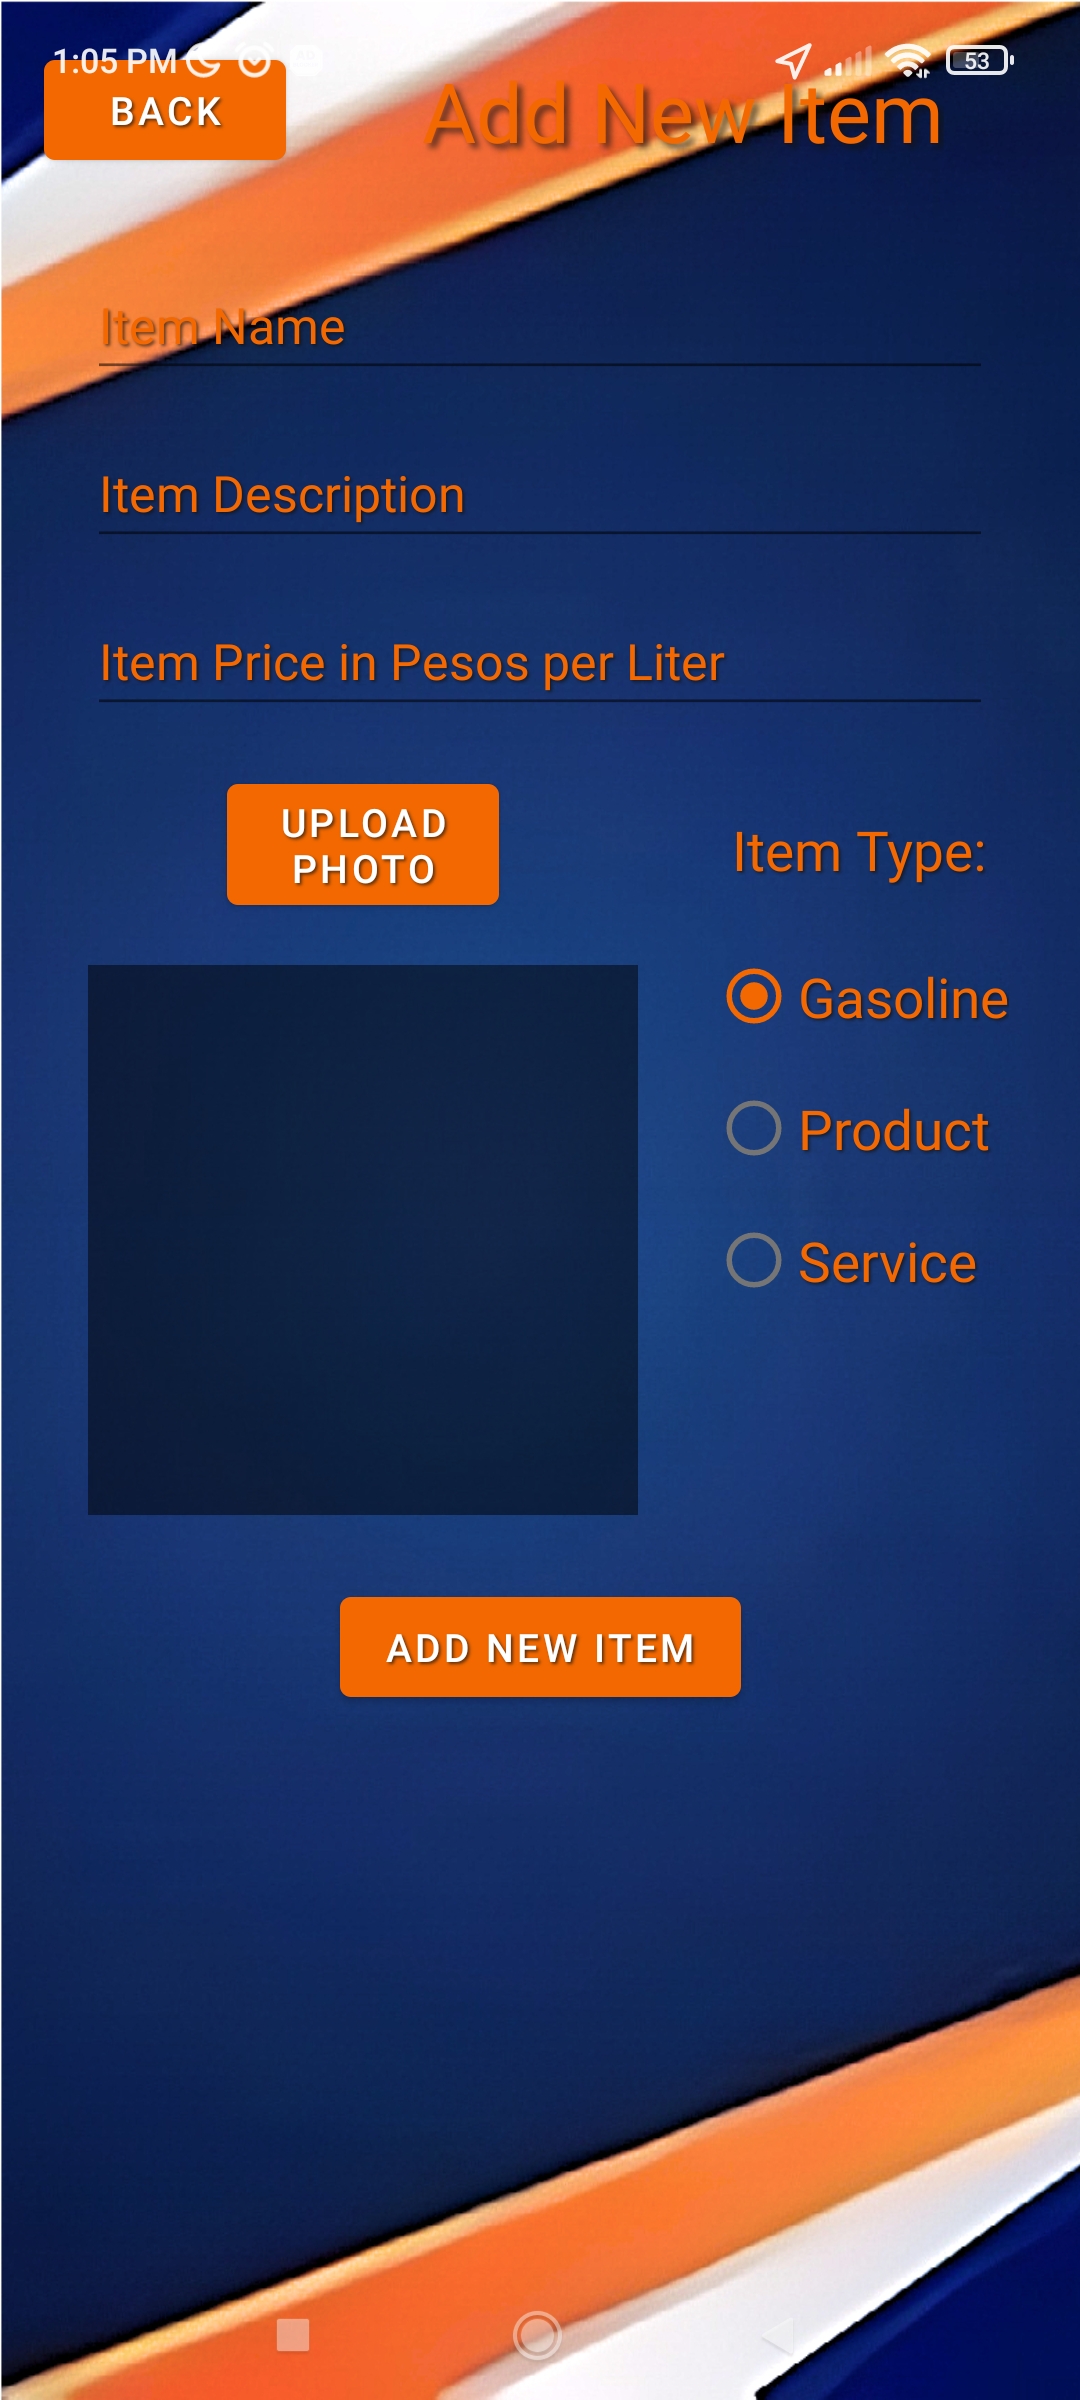 1:05 PM
53
BACK
Add New Item
Item Name
Item Description
Item Price in Pesos per Liter
UPLOAD
PHOTO
Item Type:
Gasoline
Product
Service
ADD NEW ITEM